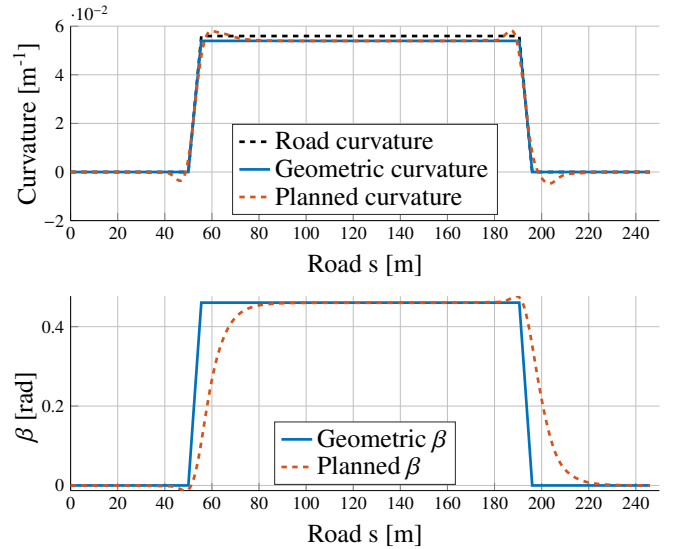 ·10⁻²
6
4
2
0
−2
Curvature [m⁻¹]
Road curvature
Geometric curvature
Planned curvature
0 20 40 60 80 100 120 140 160 180 200 220 240
Road s [m]
0.4
0.2
0
β [rad]
Geometric β
Planned β
0 20 40 60 80 100 120 140 160 180 200 220 240
Road s [m]